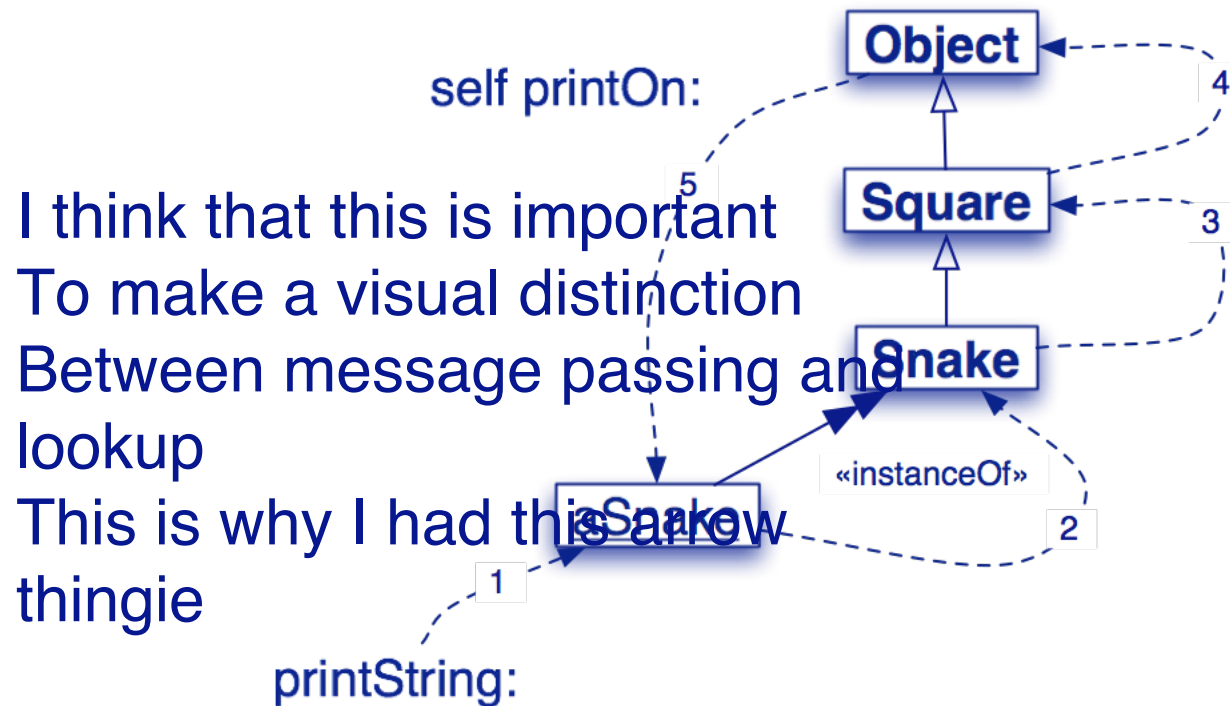 Object
self printOn:
4
5
Square
3
I think that this is important
To make a visual distinction
Between message passing and
lookup
This is why I had this arrow
thingie
Snake
«instanceOf»
aSnake
2
1
printString: